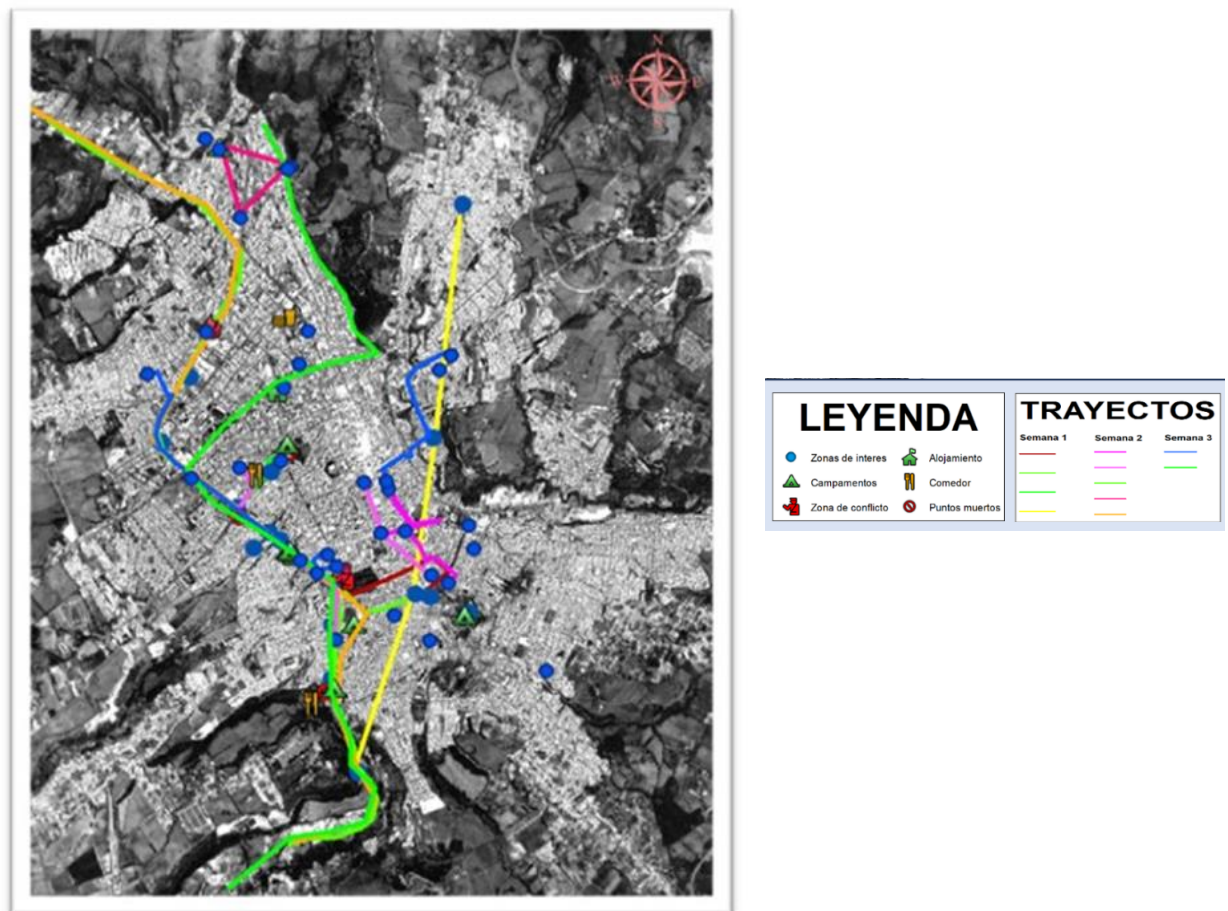 N
W E
S
LEYENDA
Zonas de interes
Alojamiento
Campamentos
Comedor
Zona de conflicto
Puntos muertos
TRAYECTOS
Semana 1 Semana 2 Semana 3